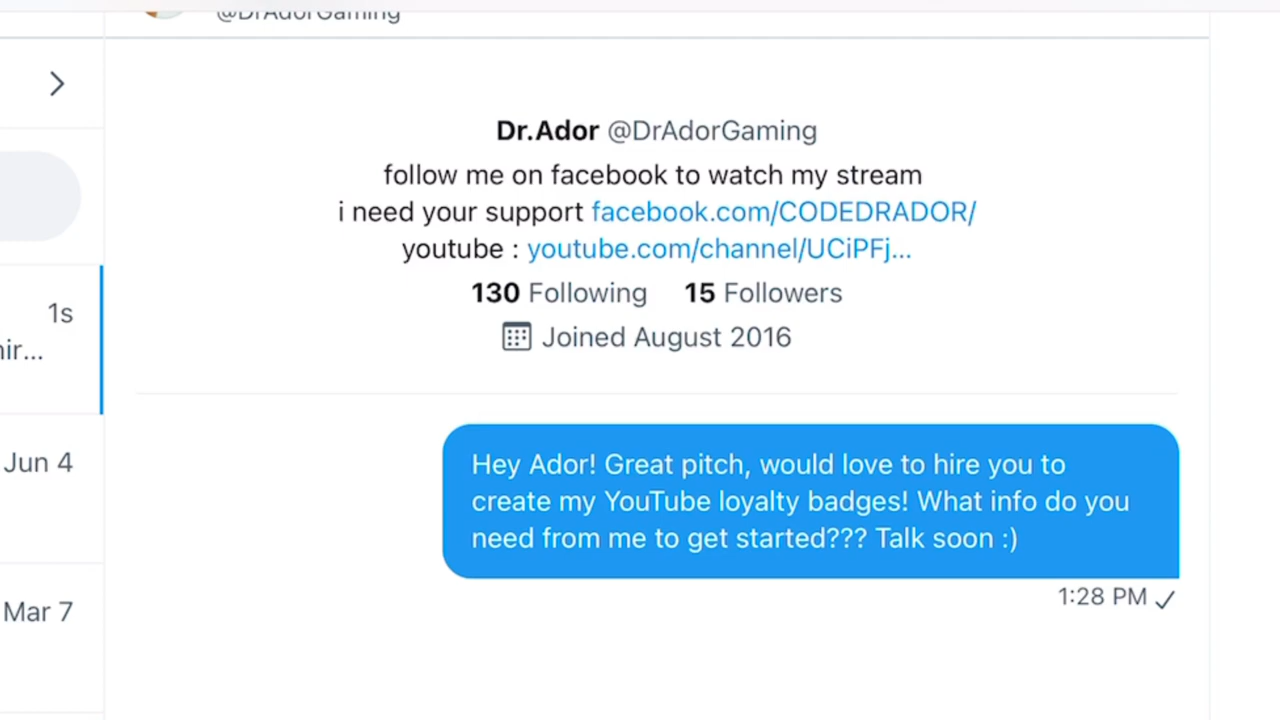 @DrAdorGaming
Dr.Ador @DrAdorGaming
follow me on facebook to watch my stream
i need your support facebook.com/CODEDRADOR/
youtube : youtube.com/channel/UCiPFj...
130 Following 15 Followers
Joined August 2016
1s
Jun 4
Mar 7
Hey Ador! Great pitch, would love to hire you to
create my YouTube loyalty badges! What info do you
need from me to get started??? Talk soon :)
1:28 PM